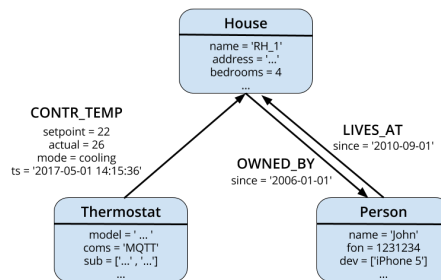 House
name = 'RH_1'
address = '...'
bedrooms = 4
...
CONTR_TEMP
setpoint = 22
actual = 26
mode = cooling
ts = '2017-05-01 14:15:36'
LIVES_AT
since = '2010-09-01'
OWNED_BY
since = '2006-01-01'
Thermostat
model = ' ... '
coms = 'MQTT'
sub = ['...' , '...']
...
Person
name = 'John'
fon = 1231234
dev = ['iPhone 5']
...